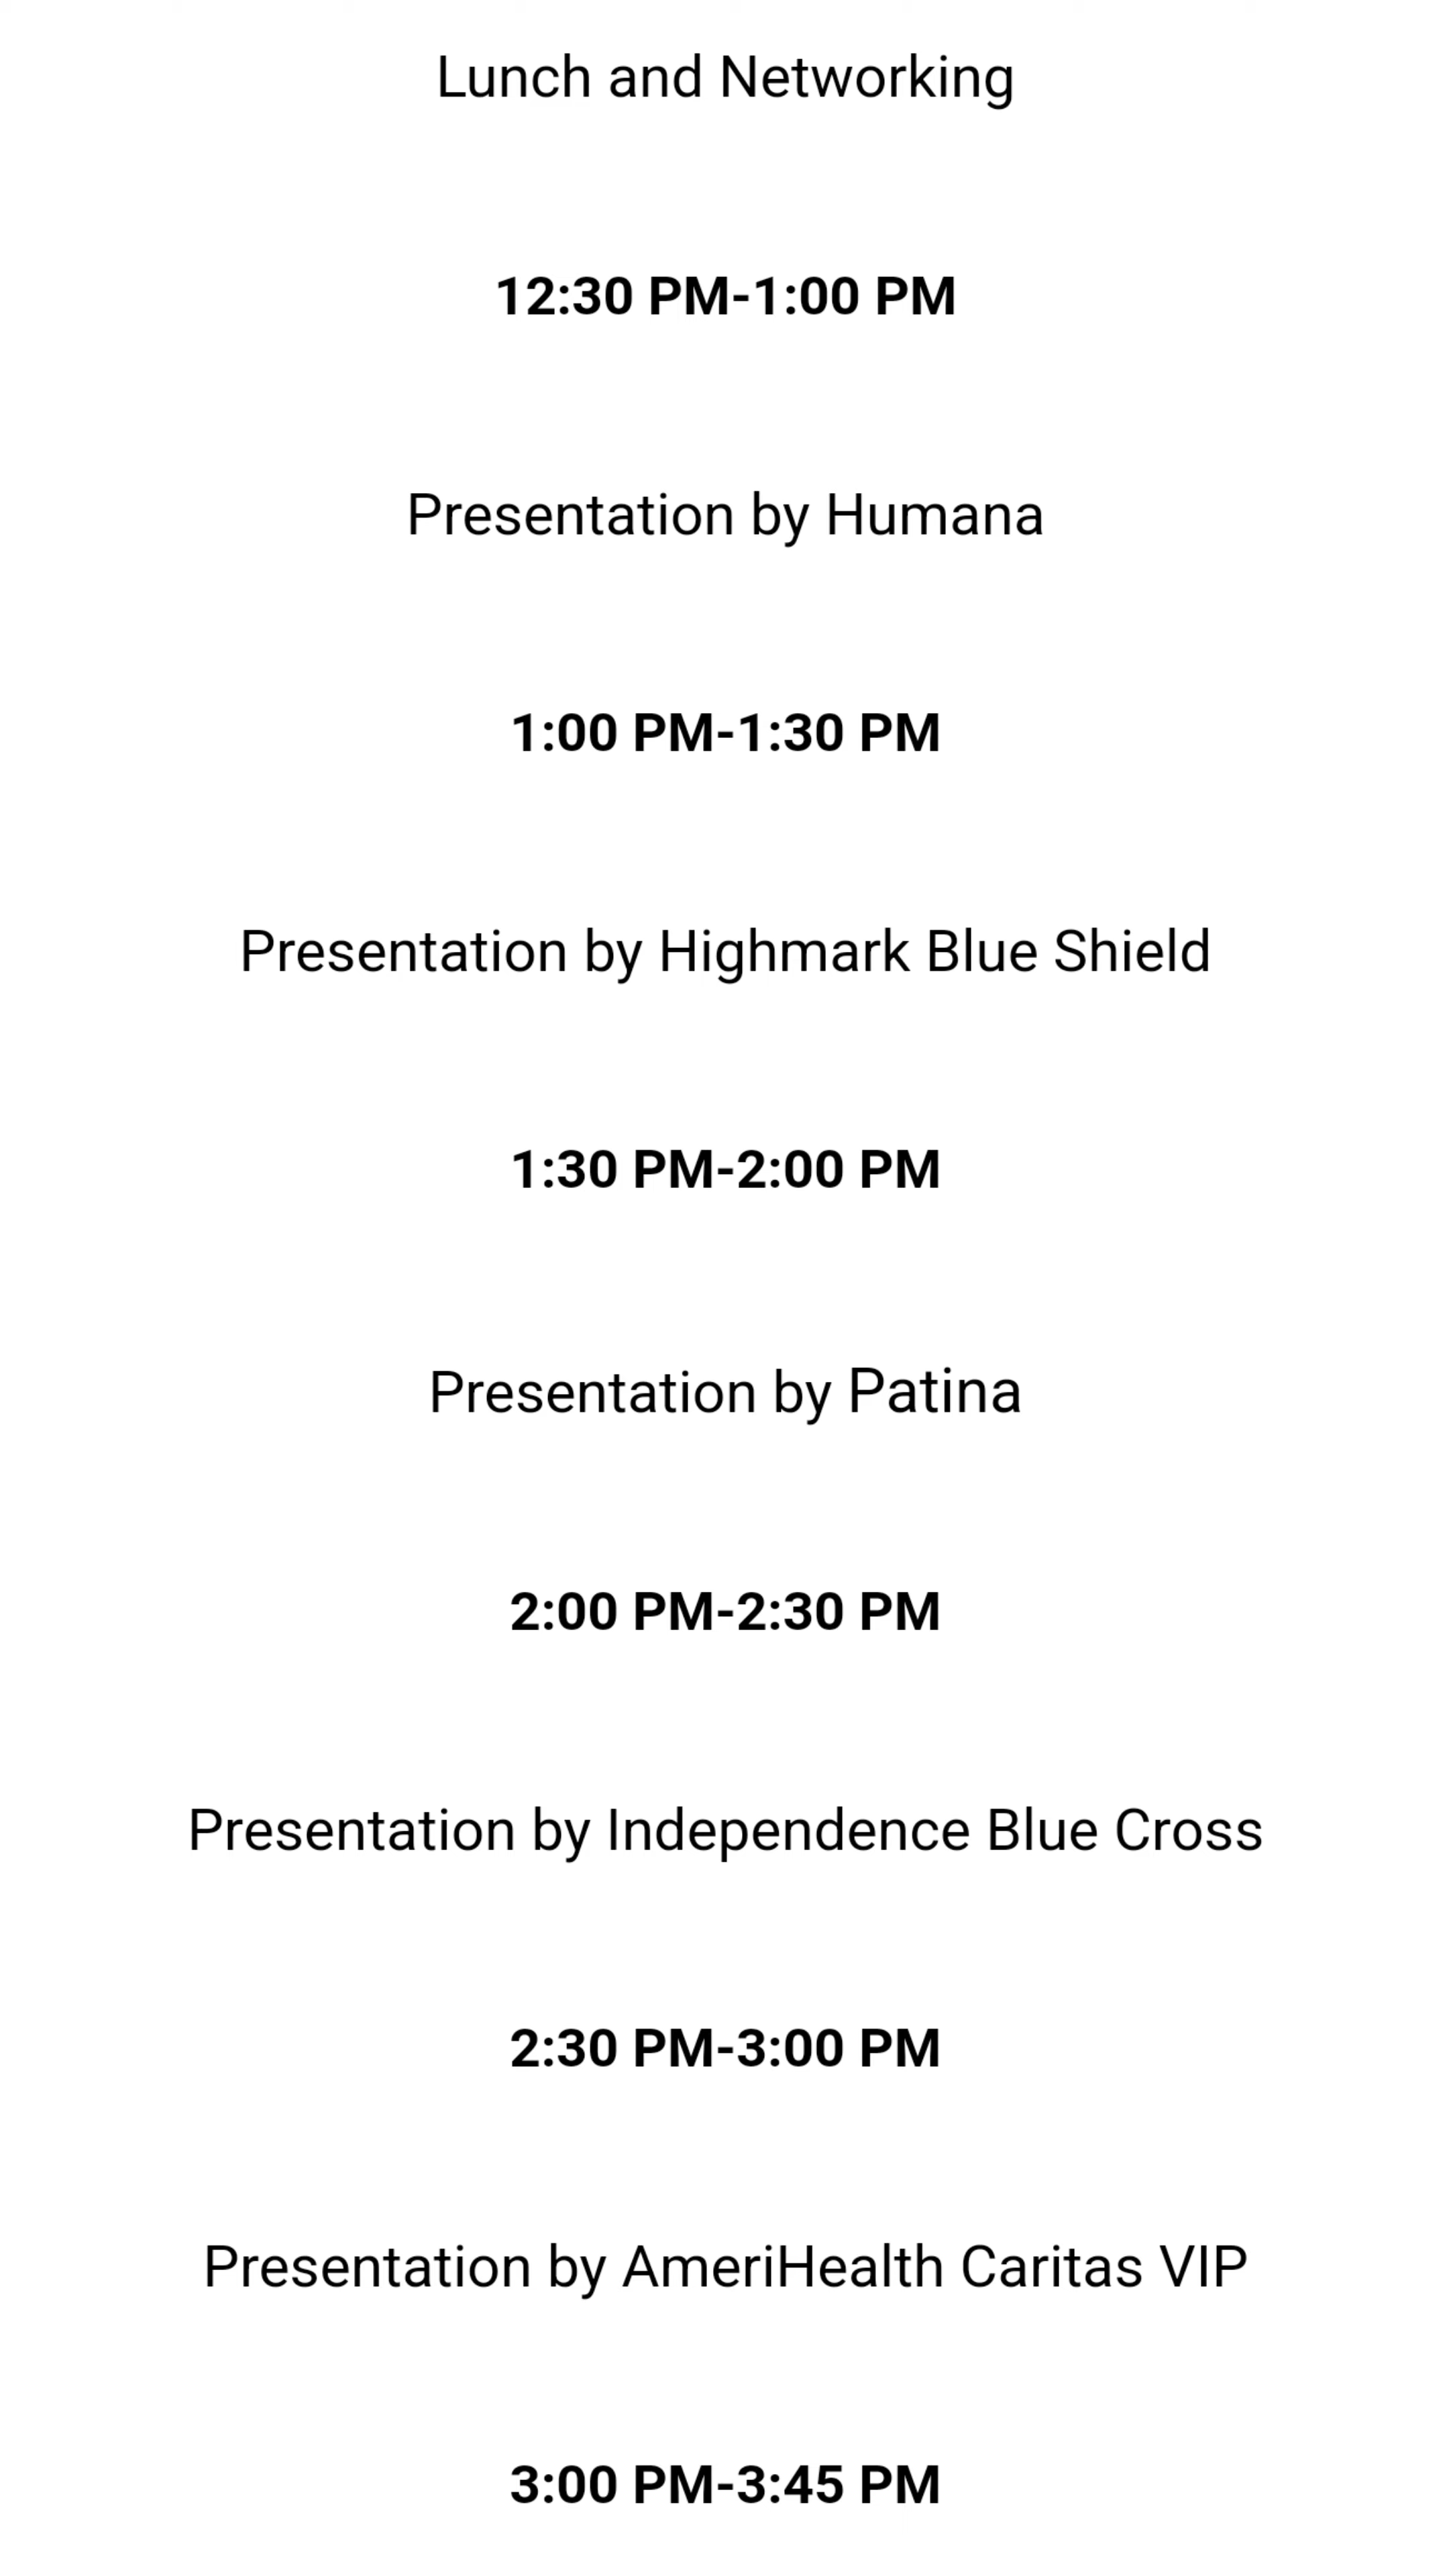 Lunch and Networking
12:30 PM-1:00 PM
Presentation by Humana
1:00 PM-1:30 PM
Presentation by Highmark Blue Shield
1:30 PM-2:00 PM
Presentation by Patina
2:00 PM-2:30 PM
Presentation by Independence Blue Cross
2:30 PM-3:00 PM
Presentation by AmeriHealth Caritas VIP
3:00 PM-3:45 PM